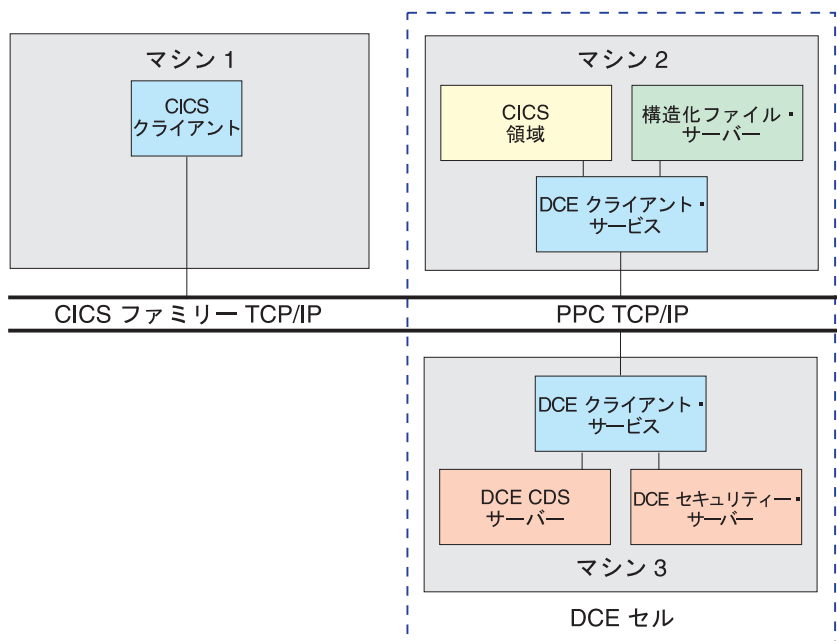 マシン 1
CICS
クライアント
マシン 2
CICS
領域
構造化ファイル・
サーバー
DCE クライアント・
サービス
CICS ファミリー TCP/IP
PPC TCP/IP
DCE クライアント・
サービス
DCE CDS
サーバー
DCE セキュリティー・
サーバー
マシン 3
DCE セル